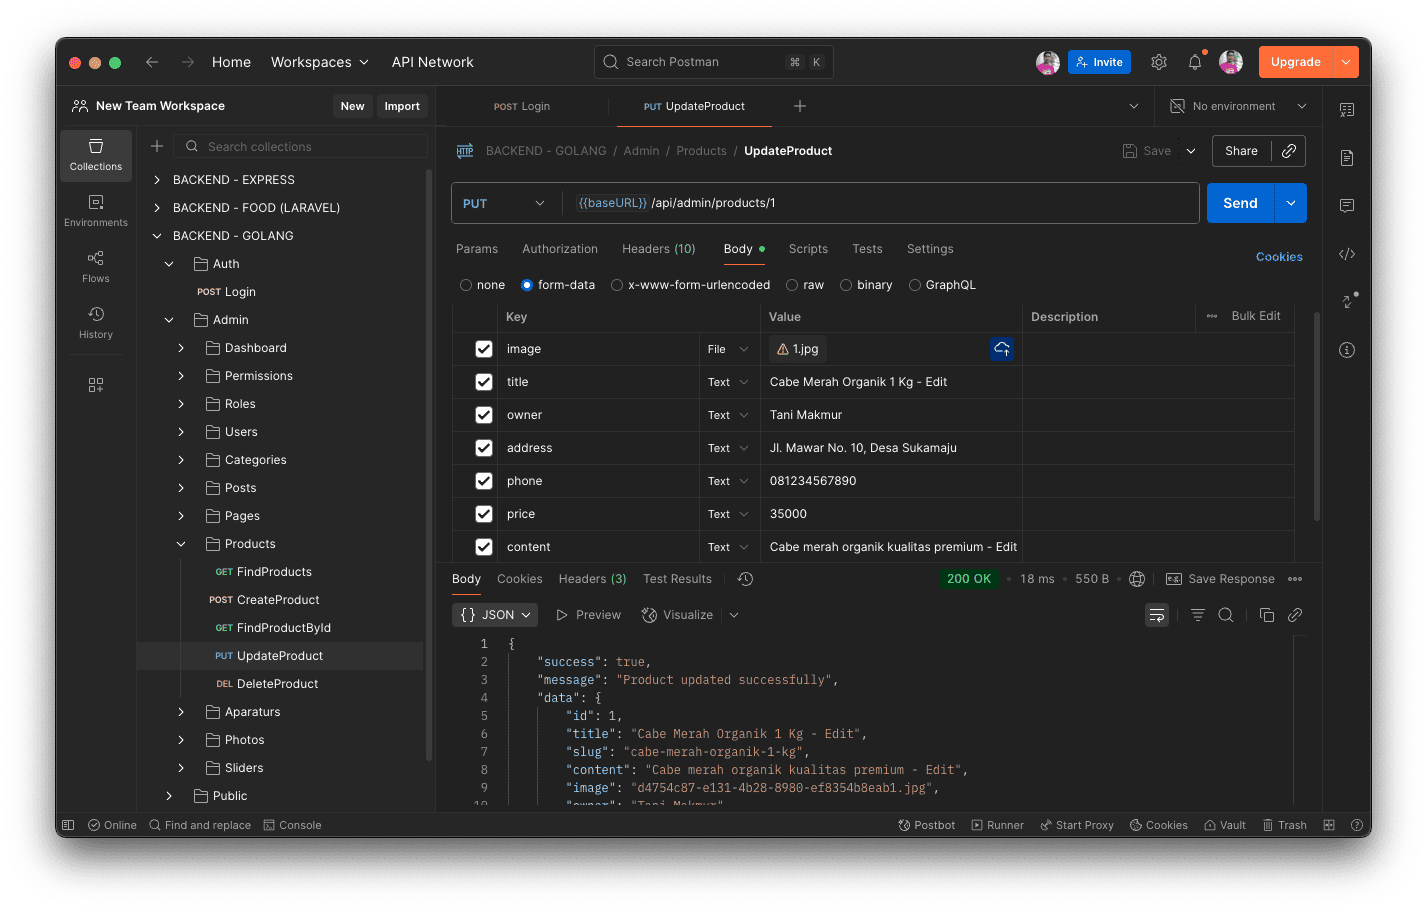 Home
Workspaces
API Network
Search Postman
⌘ K
Invite
Upgrade
New Team Workspace
New
Import
POST Login
PUT UpdateProduct
No environment
Collections
Environments
Flows
History
Search collections
BACKEND - EXPRESS
BACKEND - FOOD (LARAVEL)
BACKEND - GOLANG
Auth
POST Login
Admin
Dashboard
Permissions
Roles
Users
Categories
Posts
Pages
Products
GET FindProducts
POST CreateProduct
GET FindProductById
PUT UpdateProduct
DEL DeleteProduct
Aparaturs
Photos
Sliders
Public
HTTP BACKEND - GOLANG / Admin / Products / UpdateProduct
Save
Share
PUT
{{baseURL}} /api/admin/products/1
Send
Params Authorization Headers (10) Body Scripts Tests Settings
Cookies
none form-data x-www-form-urlencoded raw binary GraphQL
Key Value Description Bulk Edit
image File 1.jpg
title Text Cabe Merah Organik 1 Kg - Edit
owner Text Tani Makmur
address Text Jl. Mawar No. 10, Desa Sukamaju
phone Text 081234567890
price Text 35000
content Text Cabe merah organik kualitas premium - Edit
Body Cookies Headers (3) Test Results
200 OK • 18 ms • 550 B
Save Response
{} JSON Preview Visualize
1 {
2 "success": true,
3 "message": "Product updated successfully",
4 "data": {
5 "id": 1,
6 "title": "Cabe Merah Organik 1 Kg - Edit",
7 "slug": "cabe-merah-organik-1-kg",
8 "content": "Cabe merah organik kualitas premium - Edit",
9 "image": "d4754c87-e131-4b28-8980-ef8354b8eab1.jpg",
10 "owner": "Tani Makmur"
Online Find and replace Console
Postbot Runner Start Proxy Cookies Vault Trash